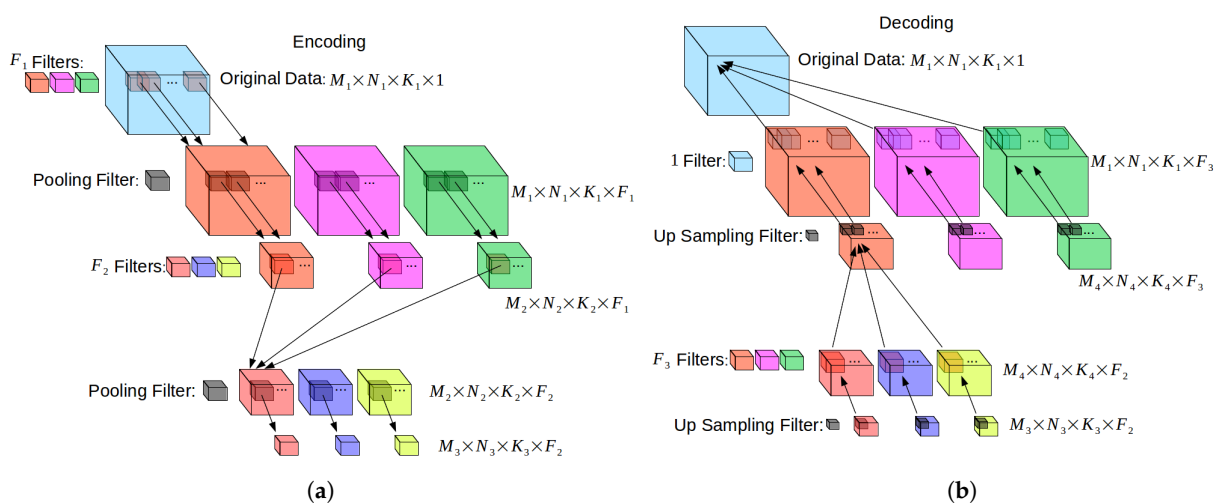 Encoding
F₁ Filters:
Original Data: M₁×N₁×K₁×1
...
Pooling Filter:
... ... ...
M₁×N₁×K₁×F₁
F₂ Filters:
... ... ...
M₂×N₂×K₂×F₁
Pooling Filter:
... ... ...
M₂×N₂×K₂×F₂
M₃×N₃×K₃×F₂
(a)
Decoding
Original Data: M₁×N₁×K₁×1
... ... ...
1 Filter:
M₁×N₁×K₁×F₃
Up Sampling Filter:
... ... ...
M₄×N₄×K₄×F₃
F₃ Filters:
... ... ...
M₄×N₄×K₄×F₂
Up Sampling Filter:
M₃×N₃×K₃×F₂
(b)